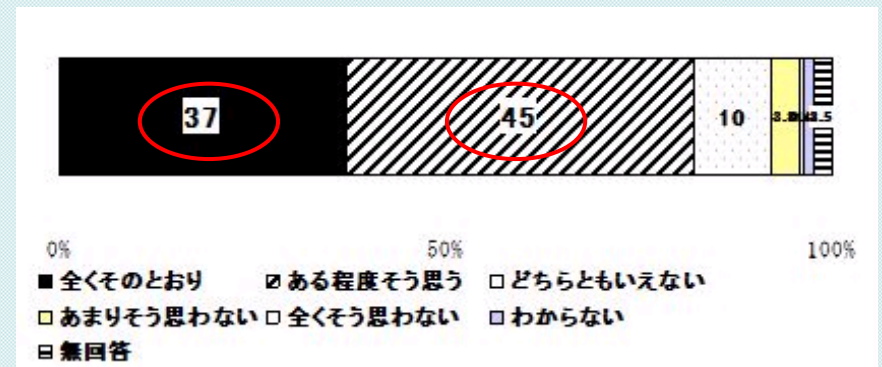 37 45 10
0% 50% 100%
■全くそのとおり ☑ある程度そう思う □どちらともいえない
□あまりそう思わない □全くそう思わない □わからない
⊟無回答